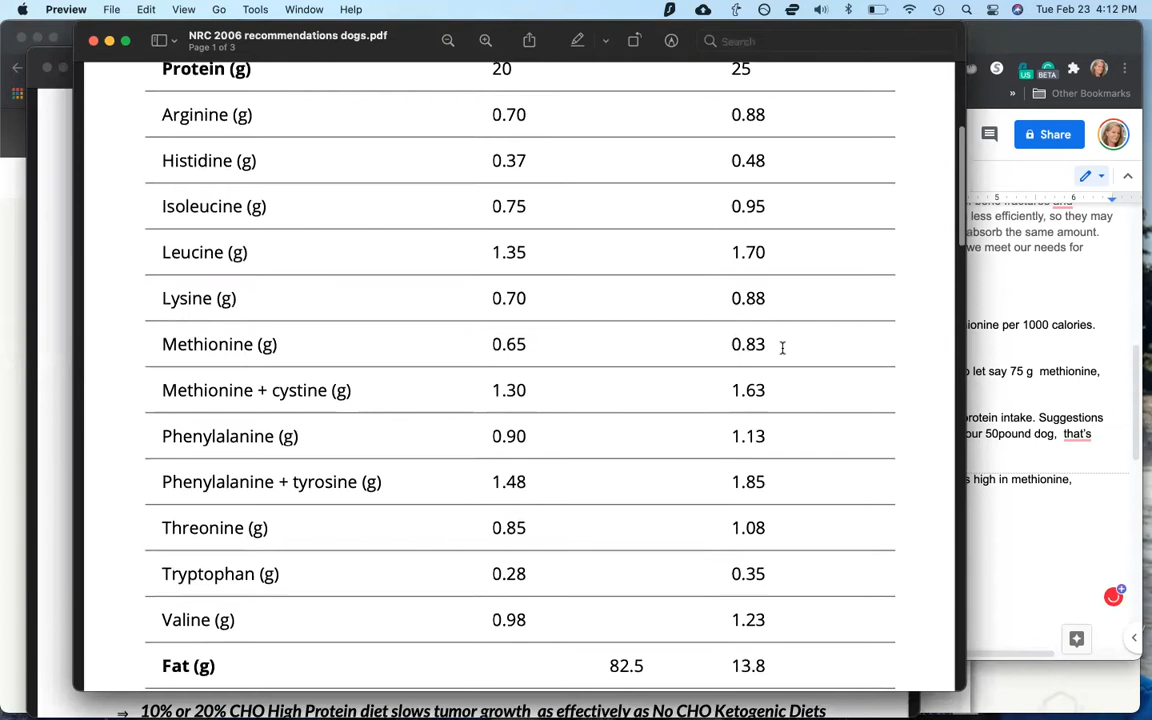 Preview File Edit View Go Tools Window Help Tue Feb 23 4:12 PM
NRC 2006 recommendations dogs.pdf
Page 1 of 3
Search
US BETA
» Other Bookmarks
Share
Protein (g) 20 25
Arginine (g) 0.70 0.88
Histidine (g) 0.37 0.48
Isoleucine (g) 0.75 0.95
Leucine (g) 1.35 1.70
Lysine (g) 0.70 0.88
Methionine (g) 0.65 0.83
Methionine + cystine (g) 1.30 1.63
Phenylalanine (g) 0.90 1.13
Phenylalanine + tyrosine (g) 1.48 1.85
Threonine (g) 0.85 1.08
Tryptophan (g) 0.28 0.35
Valine (g) 0.98 1.23
Fat (g) 82.5 13.8
5 6
less efficiently, so they may
absorb the same amount.
we meet our needs for
ionine per 1000 calories.
let say 75 g methionine,
protein intake. Suggestions
our 50pound dog, that's
s high in methionine,
⇒ 10% or 20% CHO High Protein diet slows tumor growth as effectively as No CHO Ketogenic Diets